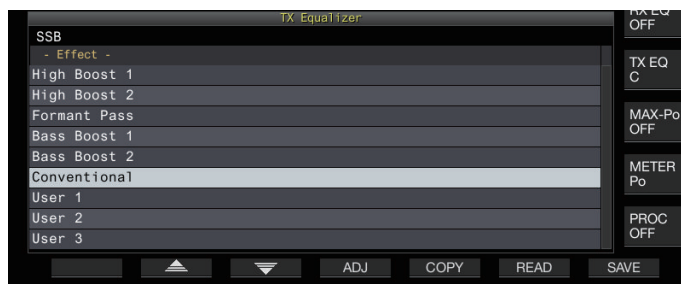 TX Equalizer
SSB
- Effect -
High Boost 1
High Boost 2
Formant Pass
Bass Boost 1
Bass Boost 2
Conventional
User 1
User 2
User 3
RX EQ
OFF
TX EQ
C
MAX-Po
OFF
METER
Po
PROC
OFF
ADJ COPY READ SAVE